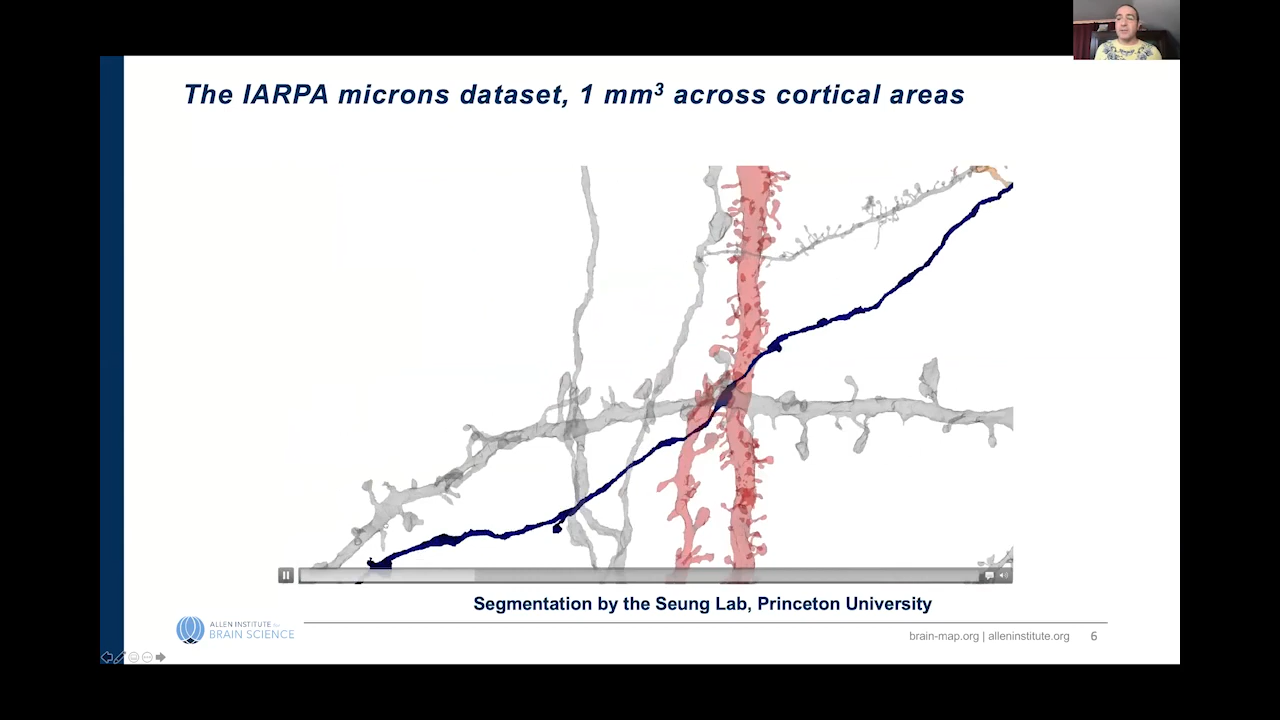 The IARPA microns dataset, 1 mm³ across cortical areas
Segmentation by the Seung Lab, Princeton University
ALLEN INSTITUTE for
BRAIN SCIENCE
brain-map.org | alleninstitute.org 6